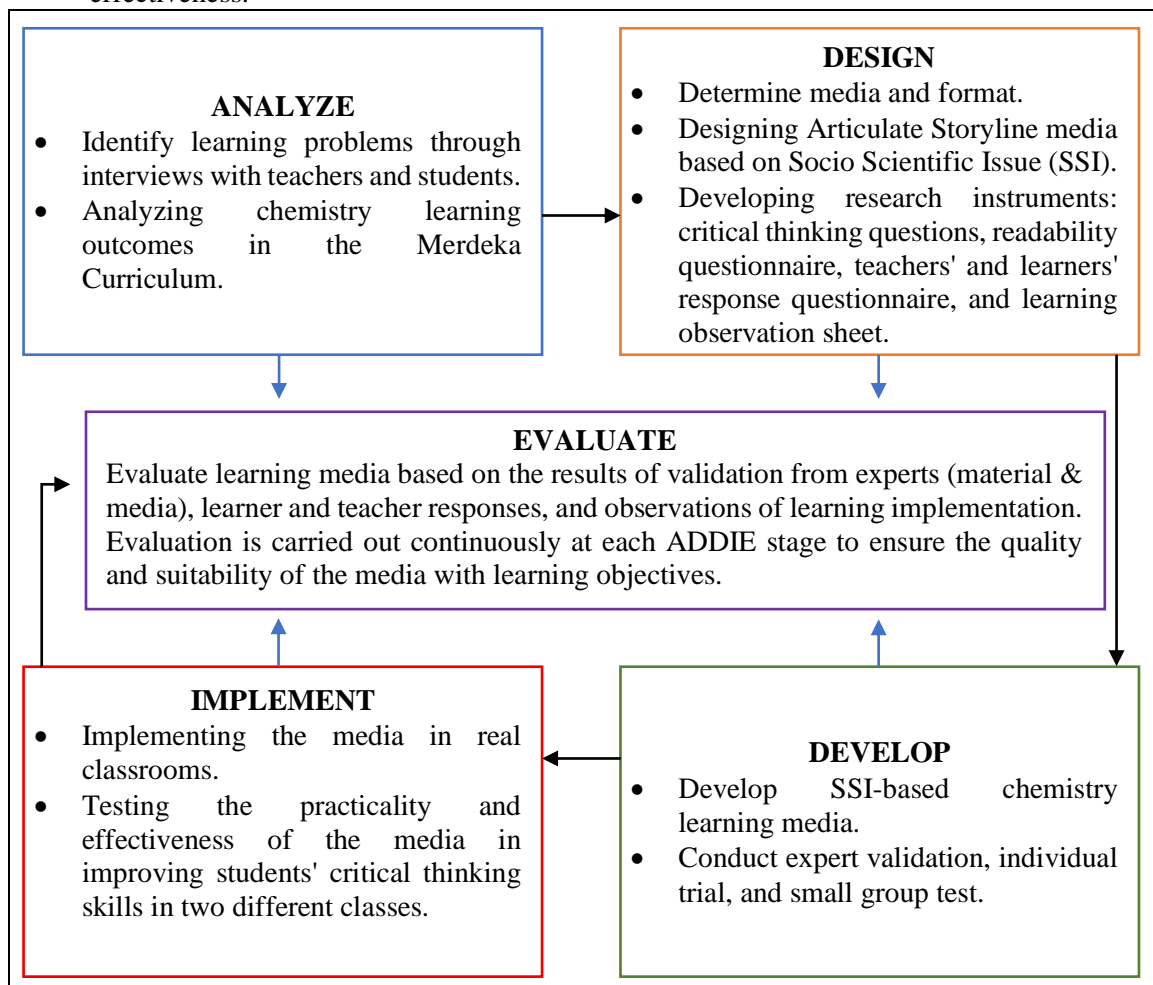 effectiveness.
ANALYZE
• Identify learning problems through
interviews with teachers and students.
• Analyzing chemistry learning
outcomes in the Merdeka
Curriculum.
DESIGN
• Determine media and format.
• Designing Articulate Storyline media
based on Socio Scientific Issue (SSI).
• Developing research instruments:
critical thinking questions, readability
questionnaire, teachers' and learners'
response questionnaire, and learning
observation sheet.
EVALUATE
Evaluate learning media based on the results of validation from experts (material &
media), learner and teacher responses, and observations of learning implementation.
Evaluation is carried out continuously at each ADDIE stage to ensure the quality
and suitability of the media with learning objectives.
IMPLEMENT
• Implementing the media in real
classrooms.
• Testing the practicality and
effectiveness of the media in
improving students' critical thinking
skills in two different classes.
DEVELOP
• Develop SSI-based chemistry
learning media.
• Conduct expert validation, individual
trial, and small group test.